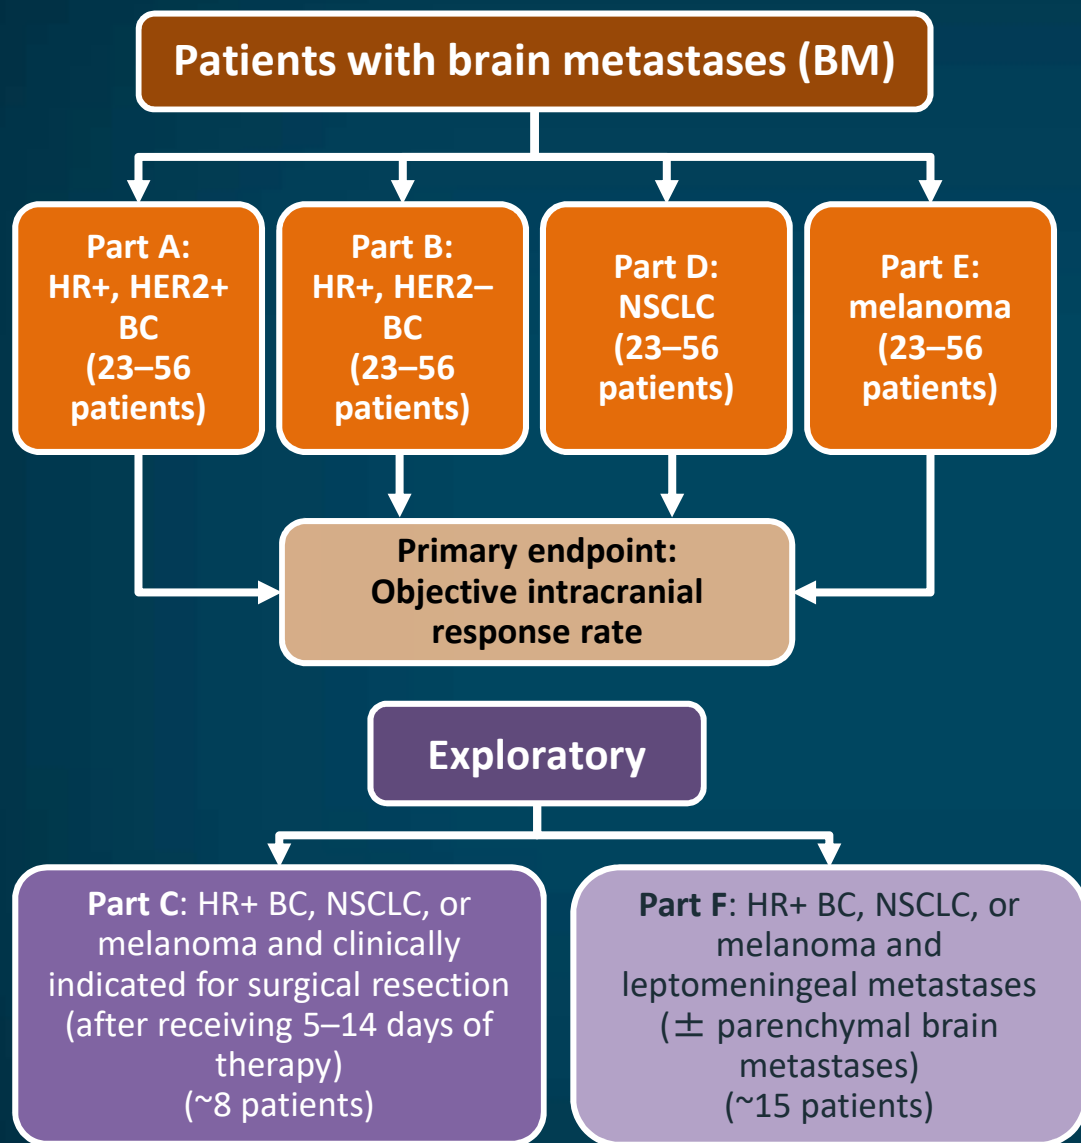 Patients with brain metastases (BM)
Part A:
HR+, HER2+
BC
(23–56
patients)
Part B:
HR+, HER2–
BC
(23–56
patients)
Part D:
NSCLC
(23–56
patients)
Part E:
melanoma
(23–56
patients)
Primary endpoint:
Objective intracranial
response rate
Exploratory
Part C: HR+ BC, NSCLC, or
melanoma and clinically
indicated for surgical resection
(after receiving 5–14 days of
therapy)
(~8 patients)
Part F: HR+ BC, NSCLC, or
melanoma and
leptomeningeal metastases
(± parenchymal brain
metastases)
(~15 patients)